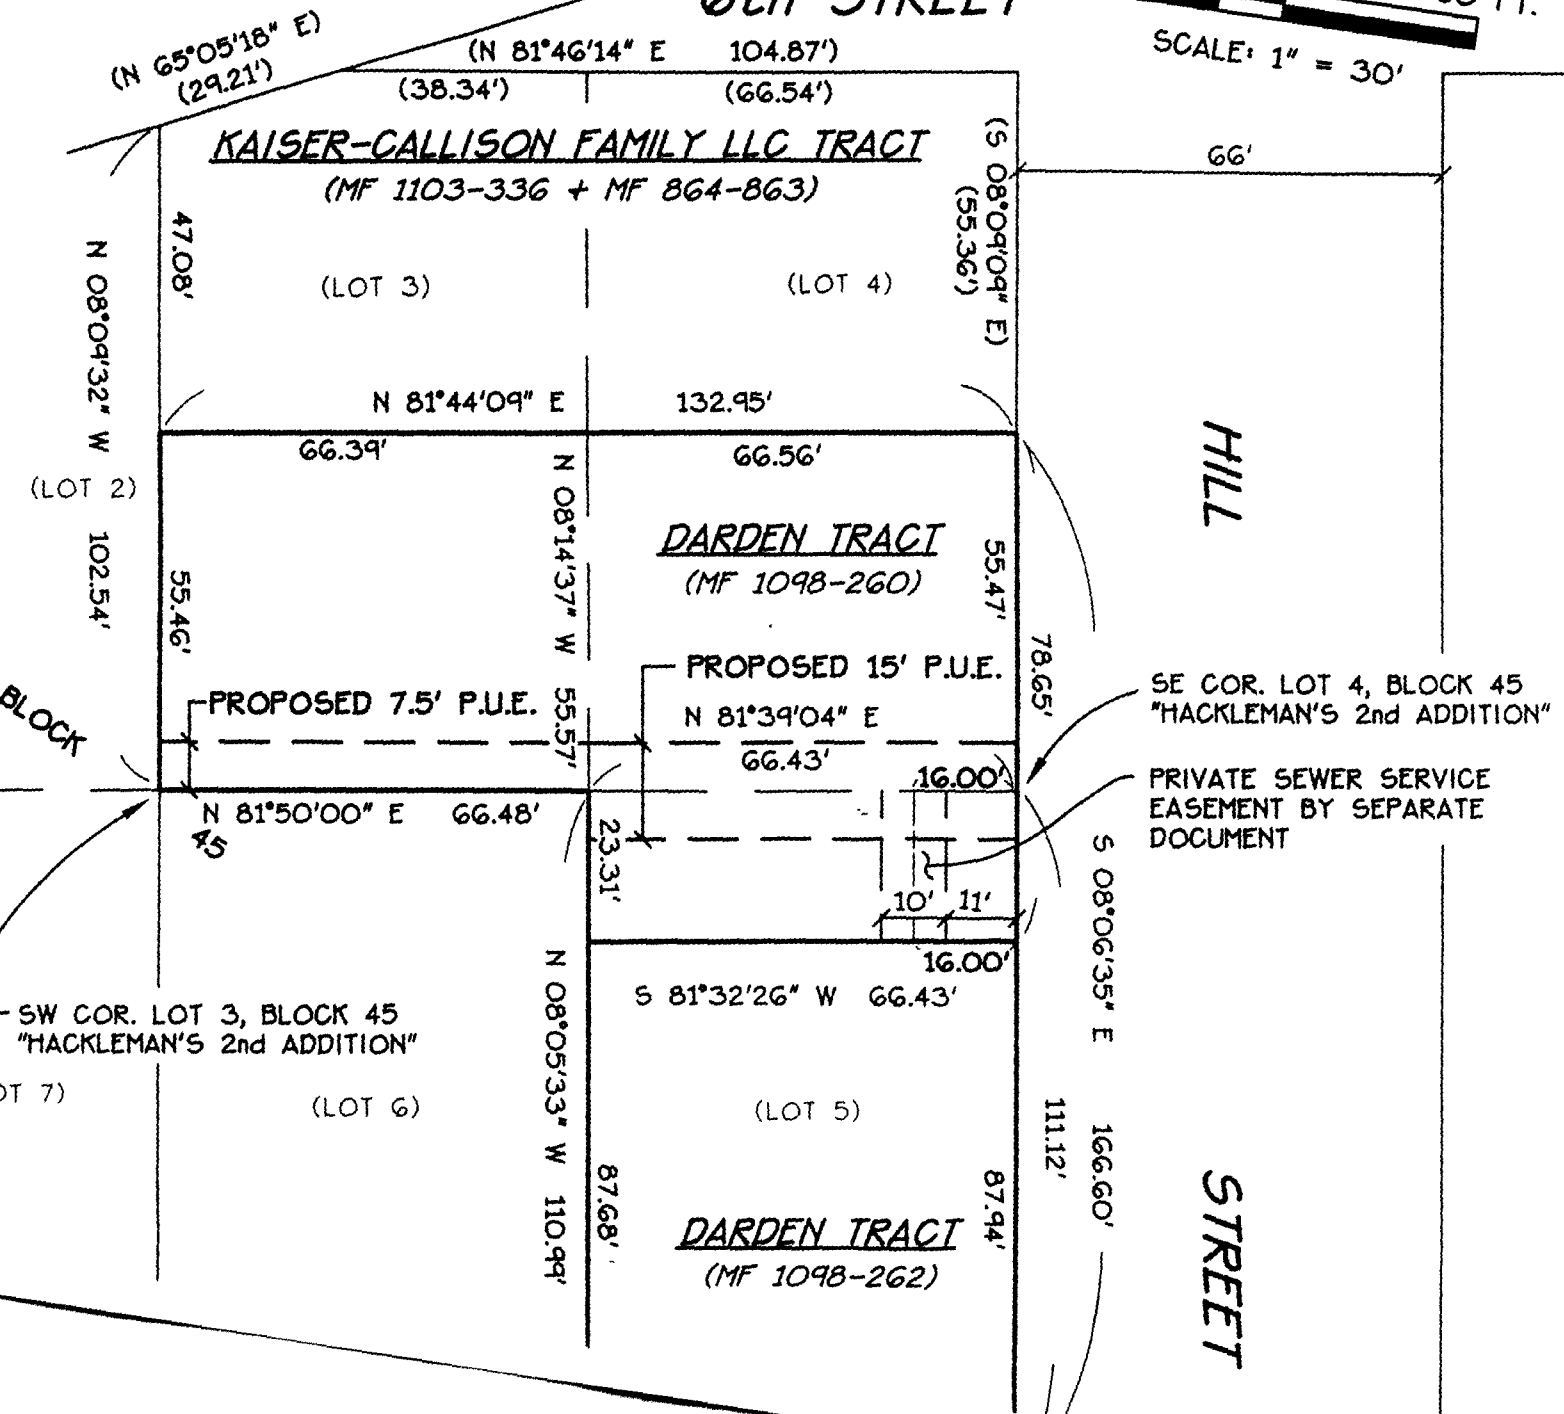 6th STREET
FT.
SCALE: 1" = 30'
(N 65°05'18" E)
(29.21')
(N 81°46'14" E 104.87')
(38.34')
(66.54')
KAISER-CALLISON FAMILY LLC TRACT
(MF 1103-336 + MF 864-863)
(S 08°09'09" E)
(55.36')
66'
47.08'
N 08°09'32" W 102.54'
(LOT 3)
(LOT 4)
N 81°44'09" E 132.95'
66.39'
66.56'
(LOT 2)
N 08°14'37" W 55.57'
DARDEN TRACT
(MF 1098-260)
55.46'
55.47'
78.65'
HILL STREET
PROPOSED 15' P.U.E.
PROPOSED 7.5' P.U.E.
N 81°39'04" E
66.43'
BLOCK 45
SE COR. LOT 4, BLOCK 45
"HACKLEMAN'S 2nd ADDITION"
16.00'
PRIVATE SEWER SERVICE
EASEMENT BY SEPARATE
DOCUMENT
N 81°50'00" E 66.48'
23.31'
10'
11'
16.00'
S 81°32'26" W 66.43'
S 08°06'35" E 166.60'
N 08°05'33" W 110.99'
SW COR. LOT 3, BLOCK 45
"HACKLEMAN'S 2nd ADDITION"
OT 7)
(LOT 6)
(LOT 5)
111.12'
87.68'
87.94'
DARDEN TRACT
(MF 1098-262)